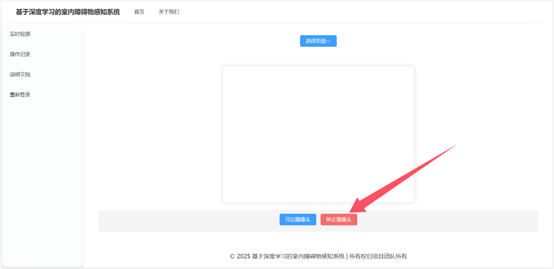 基于深度学习的室内障碍物感知系统 首页 关于我们
实时检测
操作记录
说明文档
重新登录
选择页面
开启摄像头 停止摄像头
© 2025 基于深度学习的室内障碍物感知系统 | 所有权归项目团队所有